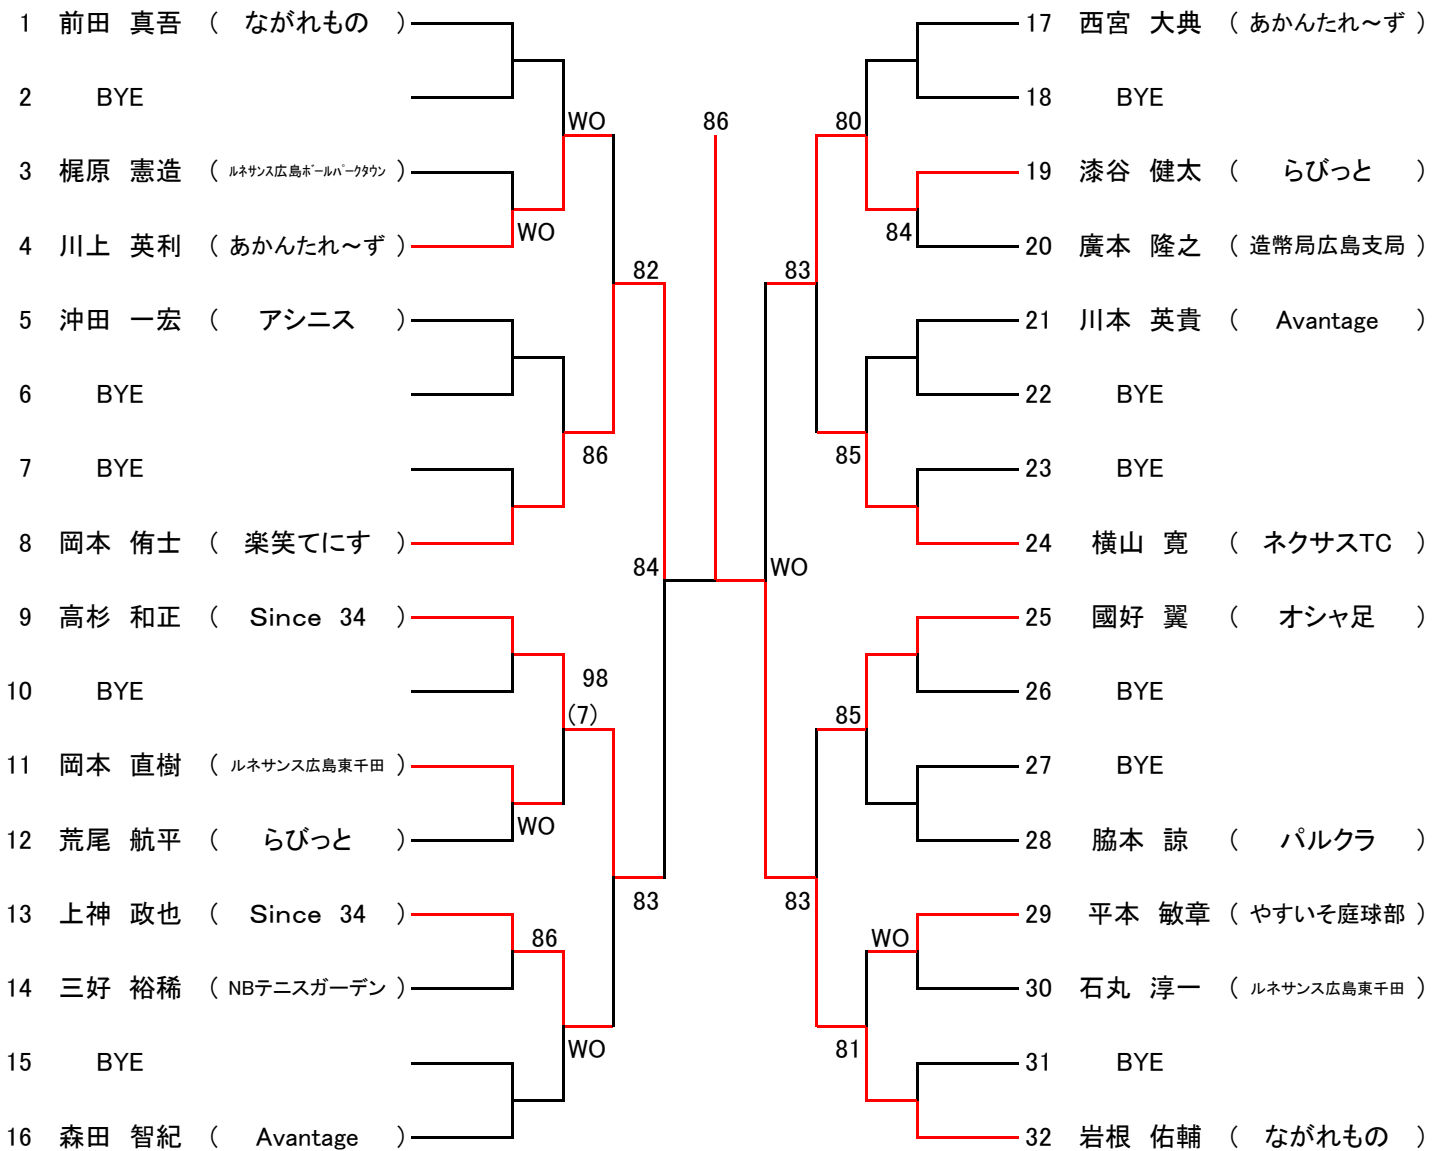 1 前田 真吾 ( ながれもの )
2 BYE
WO
3 梶原 憲造 ( ルネサンス広島ボールパークタウン )
WO
4 川上 英利 ( あかんたれ～ず )
82
5 沖田 一宏 ( アシニス )
6 BYE
86
7 BYE
8 岡本 侑士 ( 楽笑てにす )
84
9 高杉 和正 ( Since 34 )
98
10 BYE
(7)
11 岡本 直樹 ( ルネサンス広島東千田 )
WO
12 荒尾 航平 ( らびっと )
83
13 上神 政也 ( Since 34 )
86
14 三好 裕稀 ( NBテニスガーデン )
WO
15 BYE
16 森田 智紀 ( Avantage )
86
17 西宮 大典 ( あかんたれ～ず )
18 BYE
80
19 漆谷 健太 ( らびっと )
84
20 廣本 隆之 ( 造幣局広島支局 )
83
21 川本 英貴 ( Avantage )
22 BYE
85
23 BYE
24 横山 寛 ( ネクサスTC )
WO
25 國好 翼 ( オシャ足 )
26 BYE
85
27 BYE
28 脇本 諒 ( パルクラ )
83
29 平本 敏章 ( やすいそ庭球部 )
WO
30 石丸 淳一 ( ルネサンス広島東千田 )
81
31 BYE
32 岩根 佑輔 ( ながれもの )